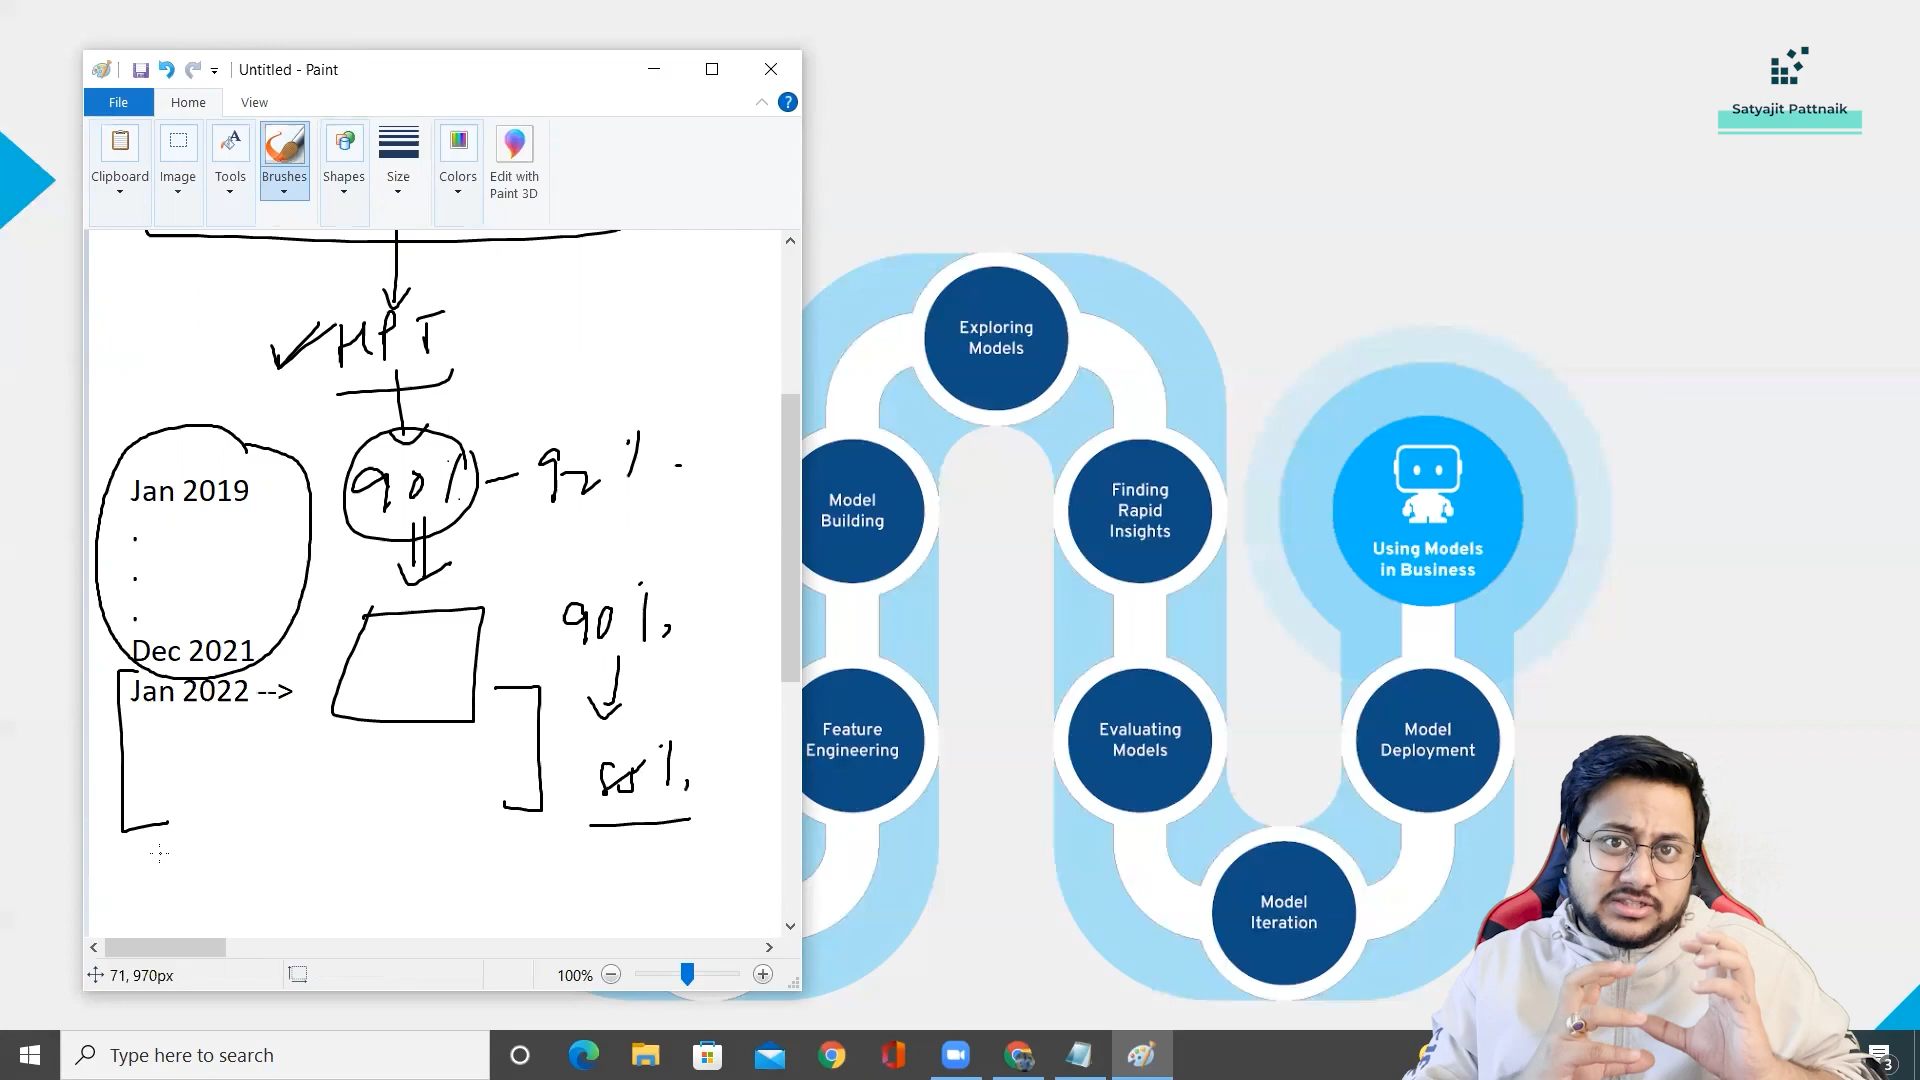 Untitled - Paint
File
Home
View
Clipboard
Image
Tools
Brushes
Shapes
Size
Colors
Edit with
Paint 3D
HPT
90% - 92%.
Jan 2019
.
.
.
Dec 2021
Jan 2022 -->
90%
71, 970px
100%
Satyajit Pattnaik
Exploring
Models
Model
Building
Finding
Rapid
Insights
Using Models
in Business
Feature
Engineering
Evaluating
Models
Model
Deployment
Model
Iteration
Type here to search
3